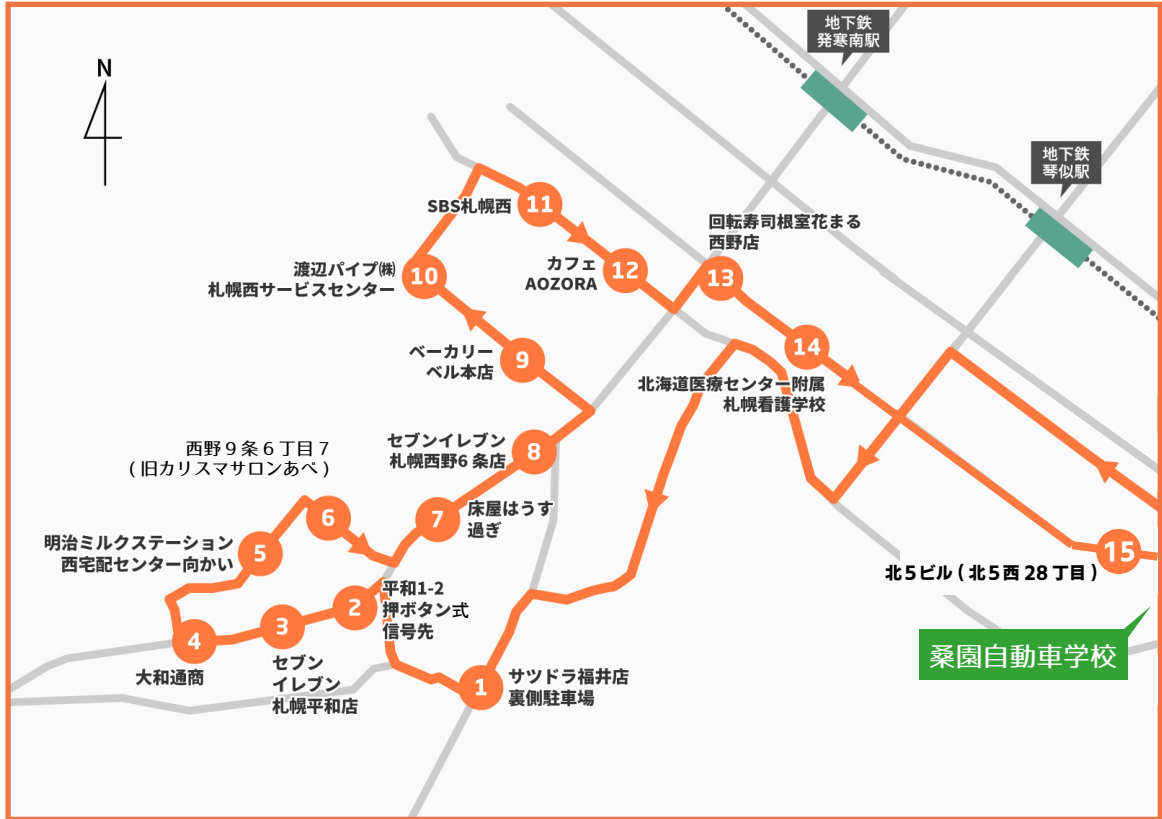 N
地下鉄
発寒南駅
地下鉄
琴似駅
SBS札幌西
11
回転寿司根室花まる
西野店
渡辺パイプ㈱
札幌西サービスセンター
10
カフェ
AOZORA
12
13
ベーカリー
ベル本店
9
14
北海道医療センター附属
札幌看護学校
西野9条6丁目7
(旧カリスマサロンあべ)
セブンイレブン
札幌西野6条店
8
6
7
床屋はうす
過ぎ
明治ミルクステーション
西宅配センター向かい
5
15
北5ビル(北5西28丁目)
平和1-2
押ボタン式
信号先
2
3
4
大和通商
セブン
イレブン
札幌平和店
1
サツドラ福井店
裏側駐車場
桑園自動車学校